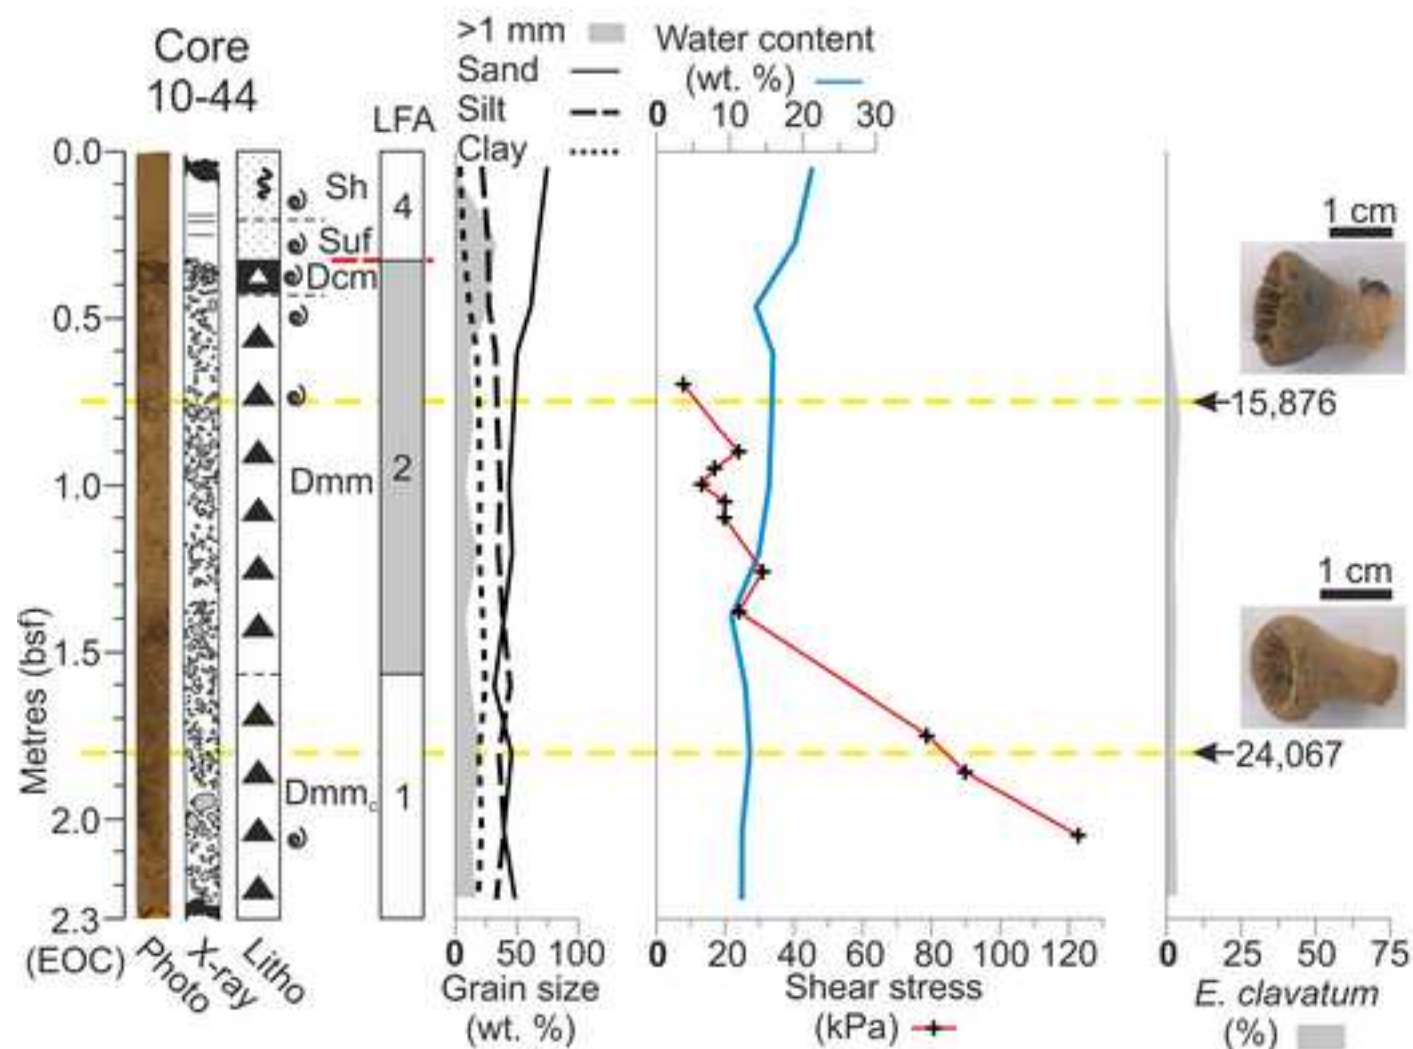 Core
10-44
LFA
>1 mm
Sand
Silt
Clay
Water content
(wt. %)
0 10 20 30
0.0
0.5
1.0
1.5
2.0
2.3
(EOC)
Metres (bsf)
Photo
X-ray
Litho
Sh
Suf
Dcm
Dmm
Dmmc
4
2
1
0 50 100
Grain size
(wt. %)
0 20 40 60 80 100 120
Shear stress
(kPa)
1 cm
15,876
1 cm
24,067
0 25 50 75
E. clavatum
(%)